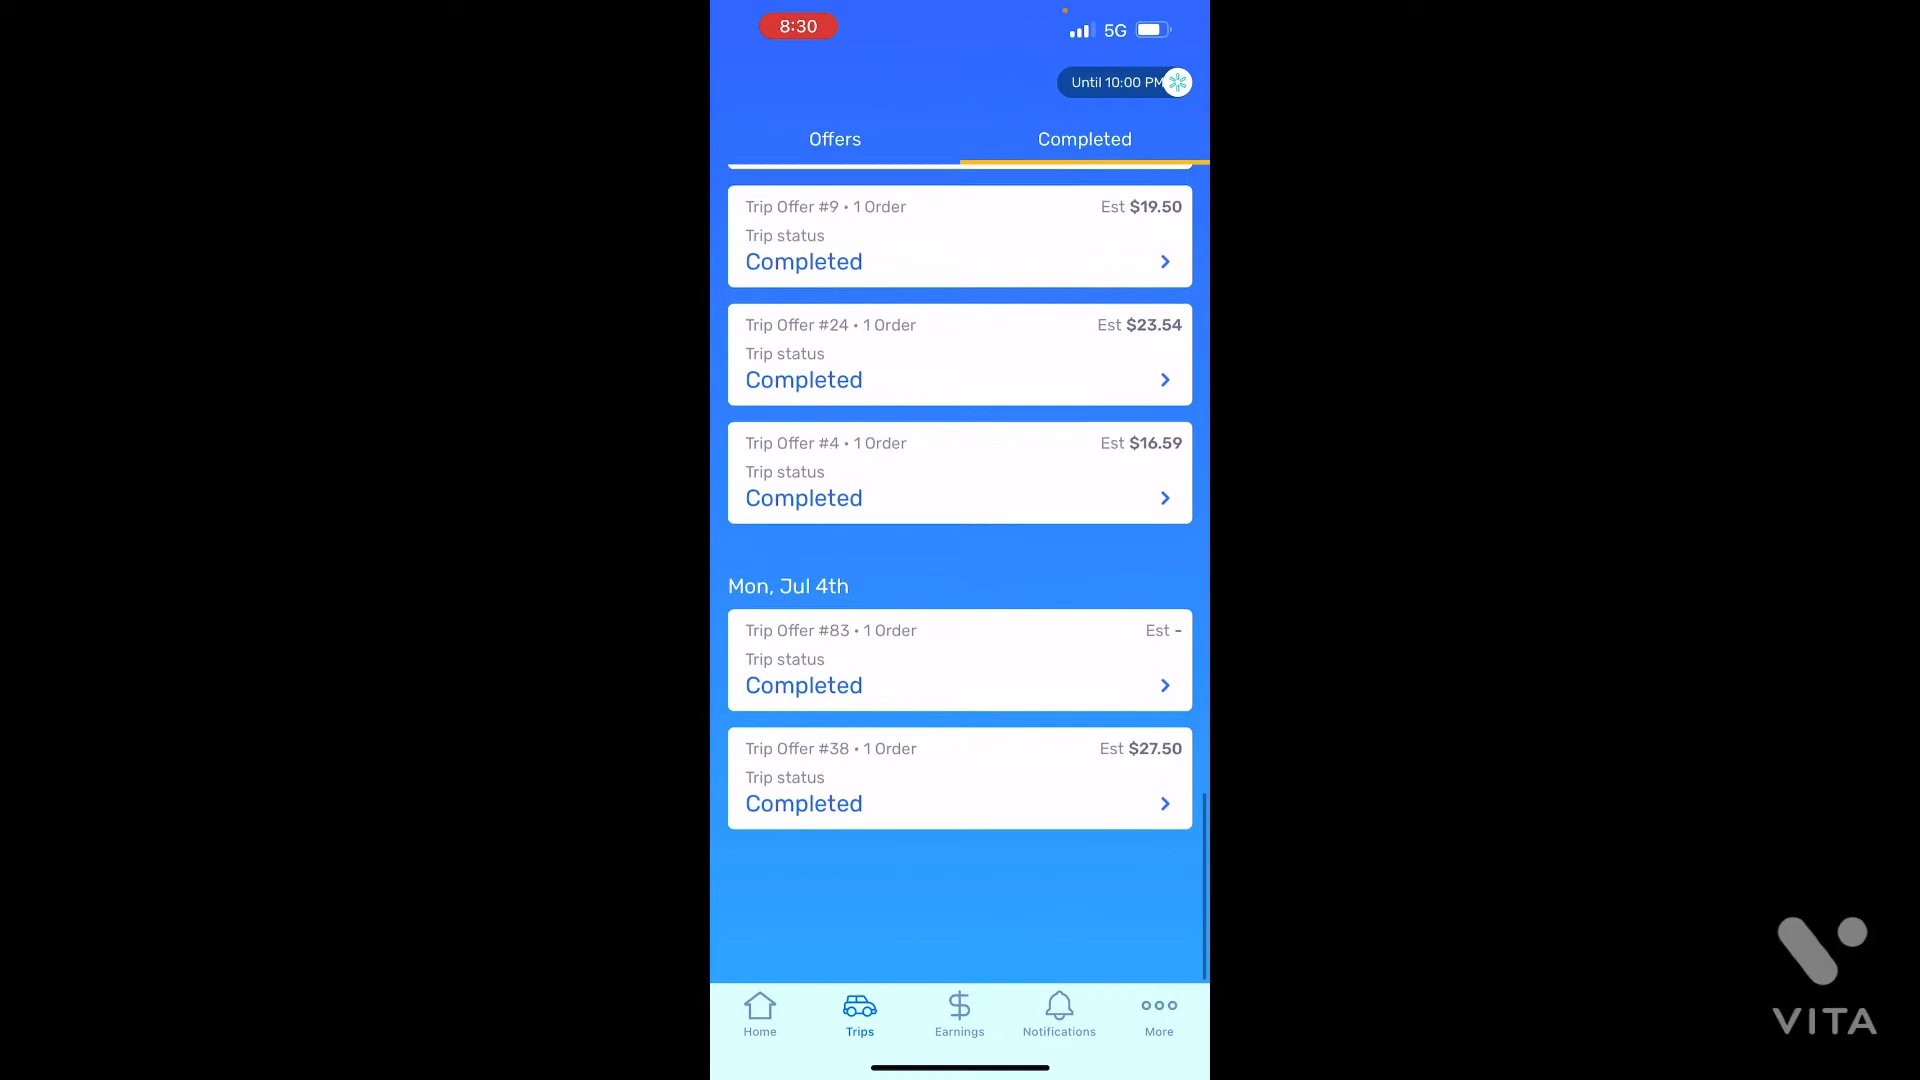 8:30
5G
Until 10:00 PM
Offers
Completed
Trip Offer #9 • 1 Order
Est $19.50
Trip status
Completed
Trip Offer #24 • 1 Order
Est $23.54
Trip status
Completed
Trip Offer #4 • 1 Order
Est $16.59
Trip status
Completed
Mon, Jul 4th
Trip Offer #83 • 1 Order
Est -
Trip status
Completed
Trip Offer #38 • 1 Order
Est $27.50
Trip status
Completed
Home
Trips
Earnings
Notifications
More
VITA